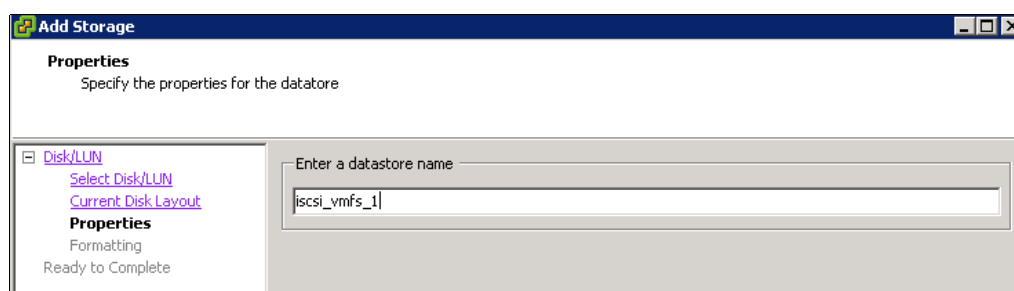 Add Storage
Properties
Specify the properties for the datatore
Disk/LUN
Select Disk/LUN
Current Disk Layout
Properties
Formatting
Ready to Complete
Enter a datastore name
iscsi_vmfs_1